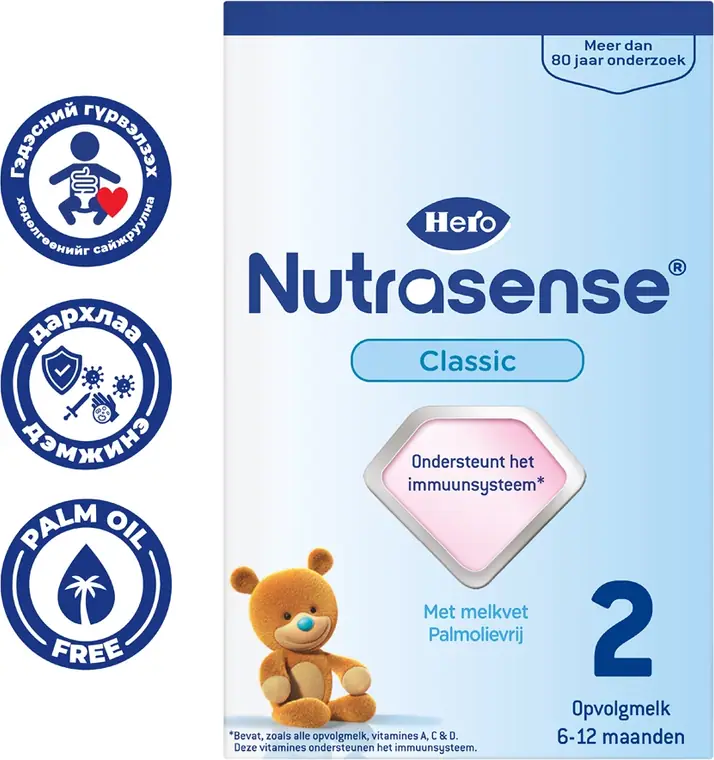 Meer dan
80 jaar onderzoek
Гэдэсний гүрвэлзэх
хөдөлгөөнийг сайжруулна
Hero
Nutrasense®
Classic
дархлаа
дэмжинэ
Ondersteunt het
immuunsysteem*
PALM OIL
FREE
Met melkvet
Palmolievrij
2
Opvolgmelk
6-12 maanden
*Bevat, zoals alle opvolgmelk, vitamines A, C & D.
Deze vitamines ondersteunen het immuunsysteem.